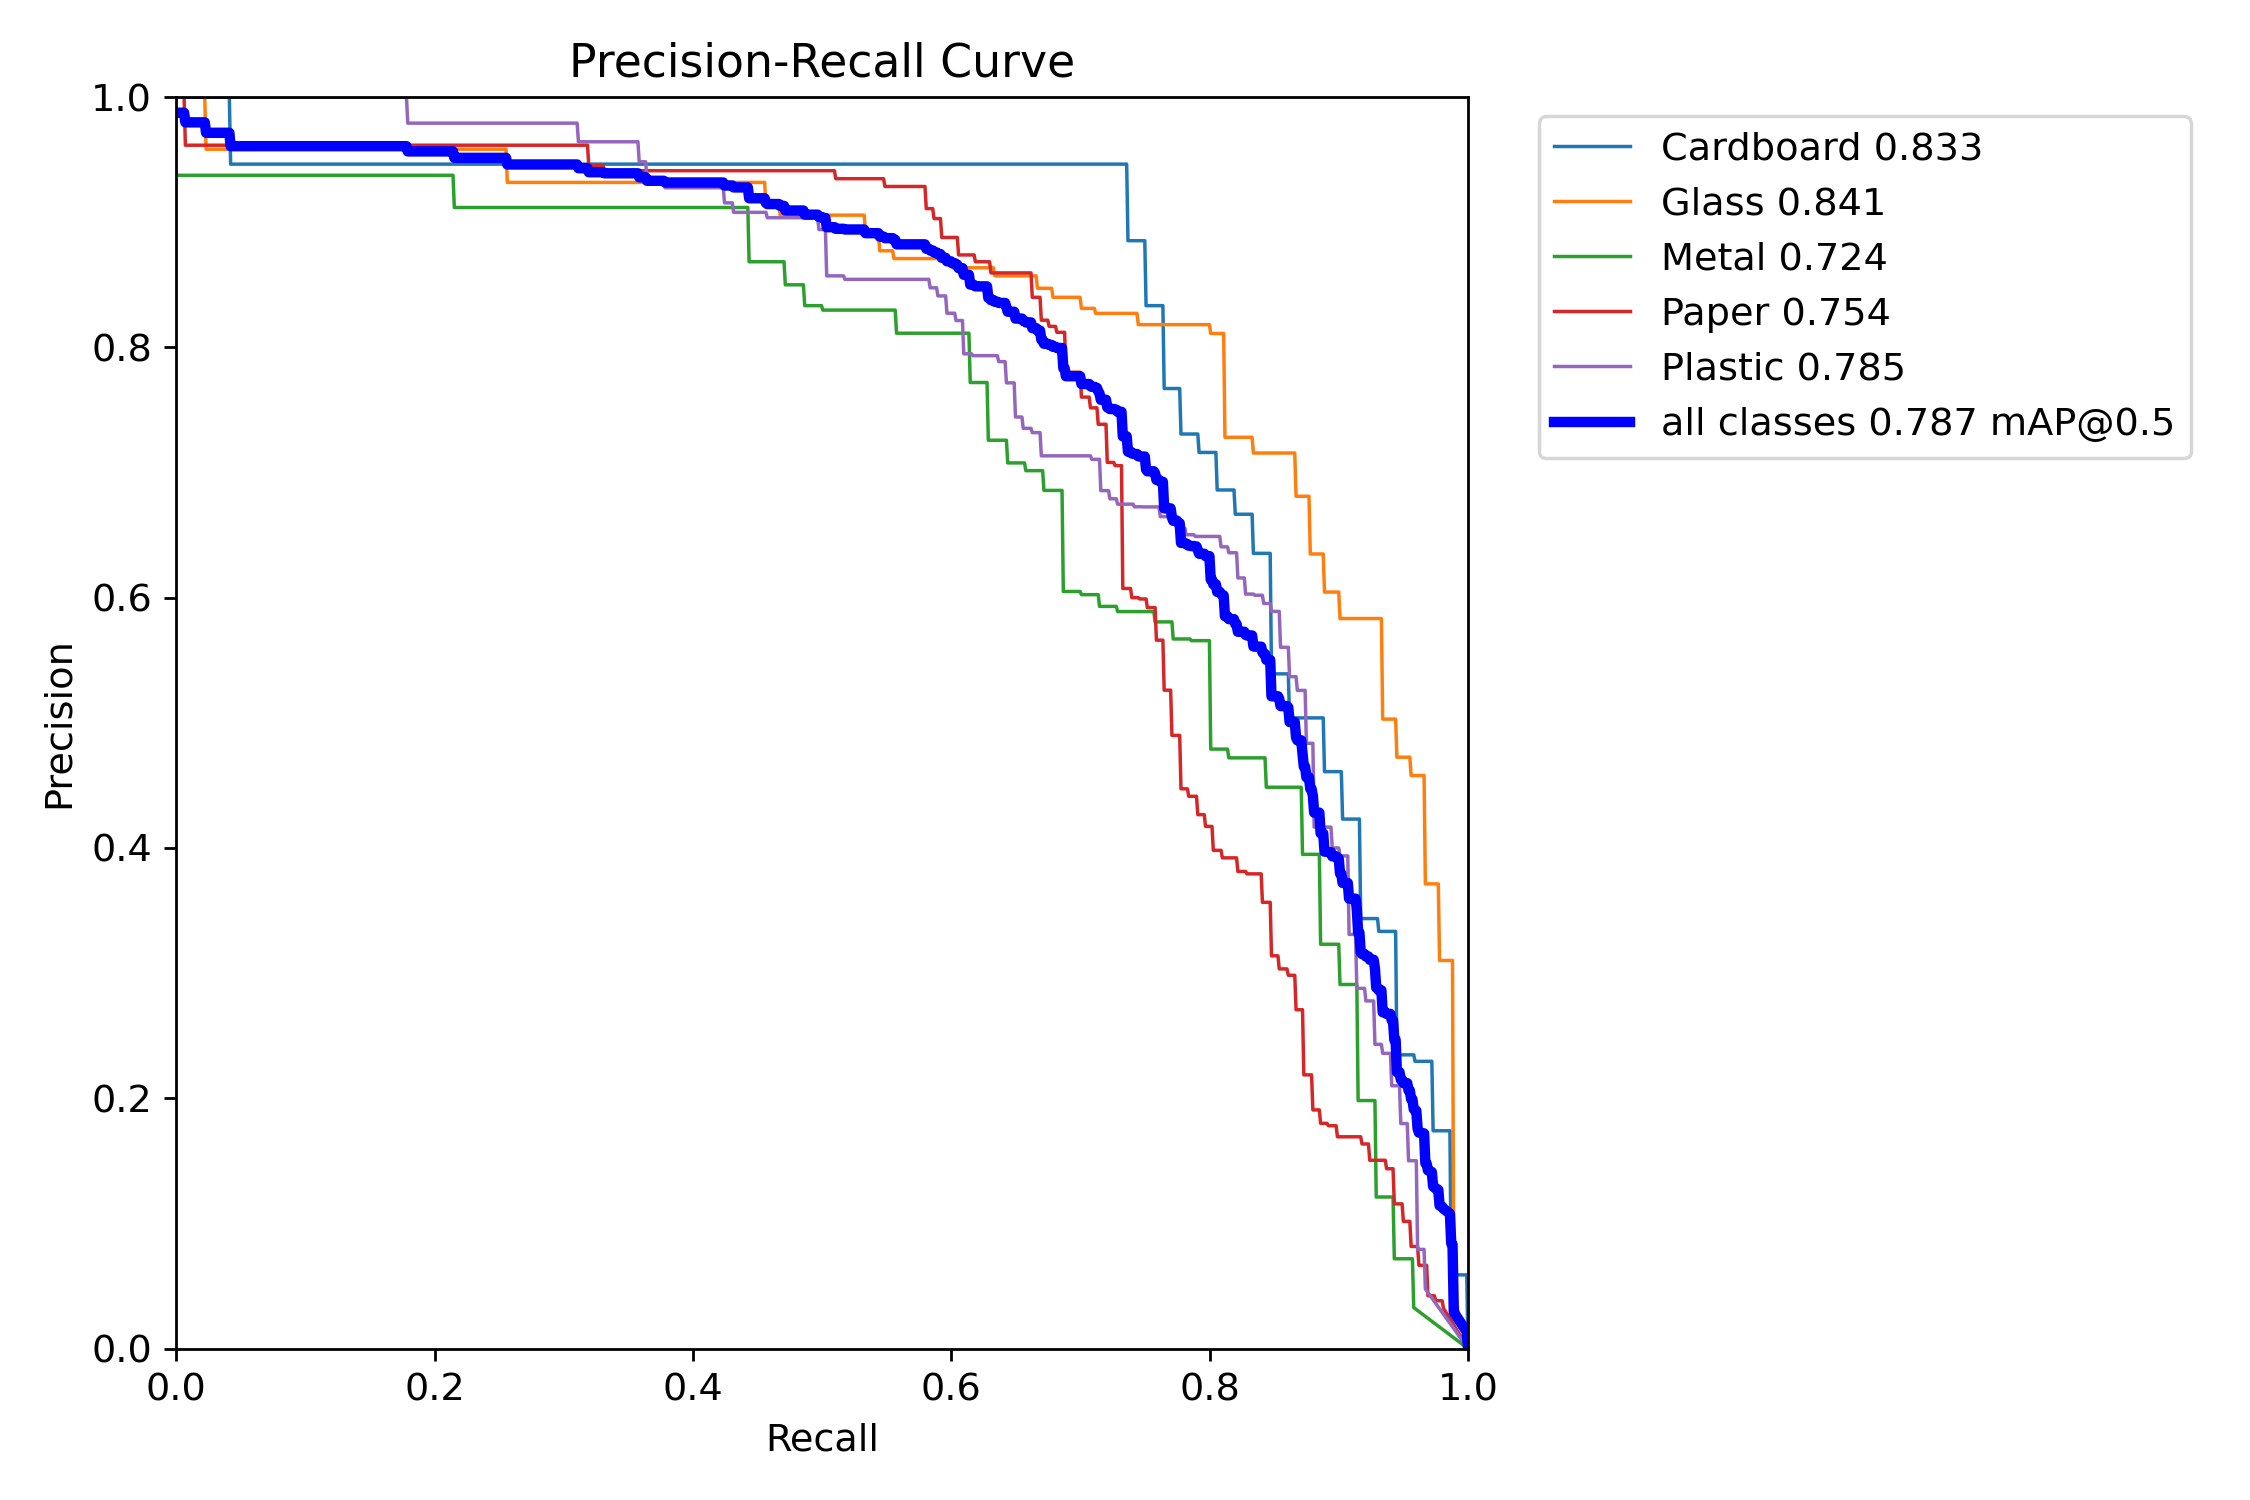 Precision-Recall Curve
1.0
0.8
0.6
0.4
0.2
0.0
Precision
0.0 0.2 0.4 0.6 0.8 1.0
Recall
Cardboard 0.833
Glass 0.841
Metal 0.724
Paper 0.754
Plastic 0.785
all classes 0.787 mAP@0.5